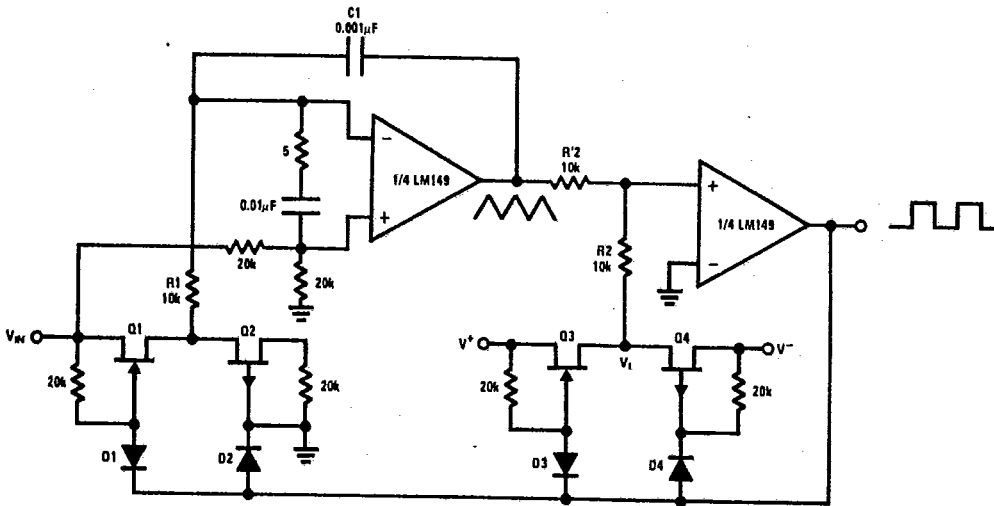 C1
0.001μF
5
0.01μF
−
+
1/4 LM149
R'2
10k
+
−
1/4 LM149
R2
10k
20k
20k
R1
10k
VIN
Q1
Q2
20k
20k
D1
D2
V+
Q3
VL
Q4
V−
20k
20k
D3
D4